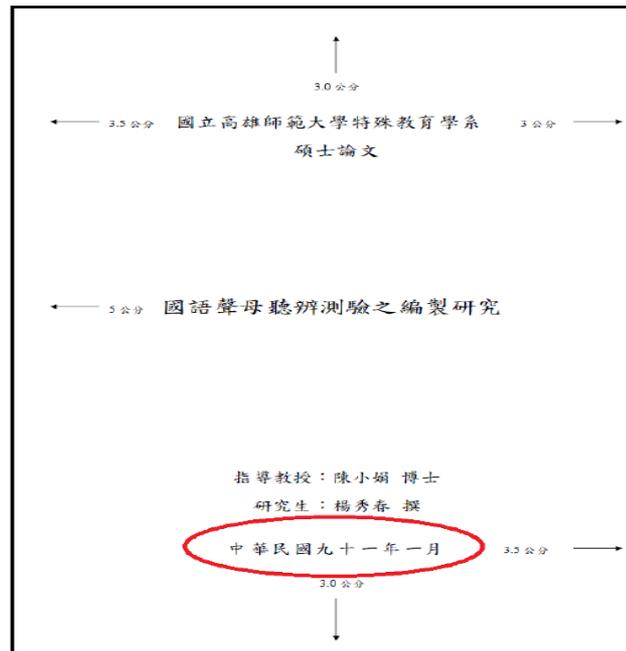 3.0 公分
3.5 公分 國立高雄師範大學特殊教育學系 3 公分
碩士論文
5 公分 國語聲母聽辨測驗之編製研究
指導教授：陳小娟 博士
研究生：楊秀春 撰
中華民國九十一年一月 3.5 公分
3.0 公分